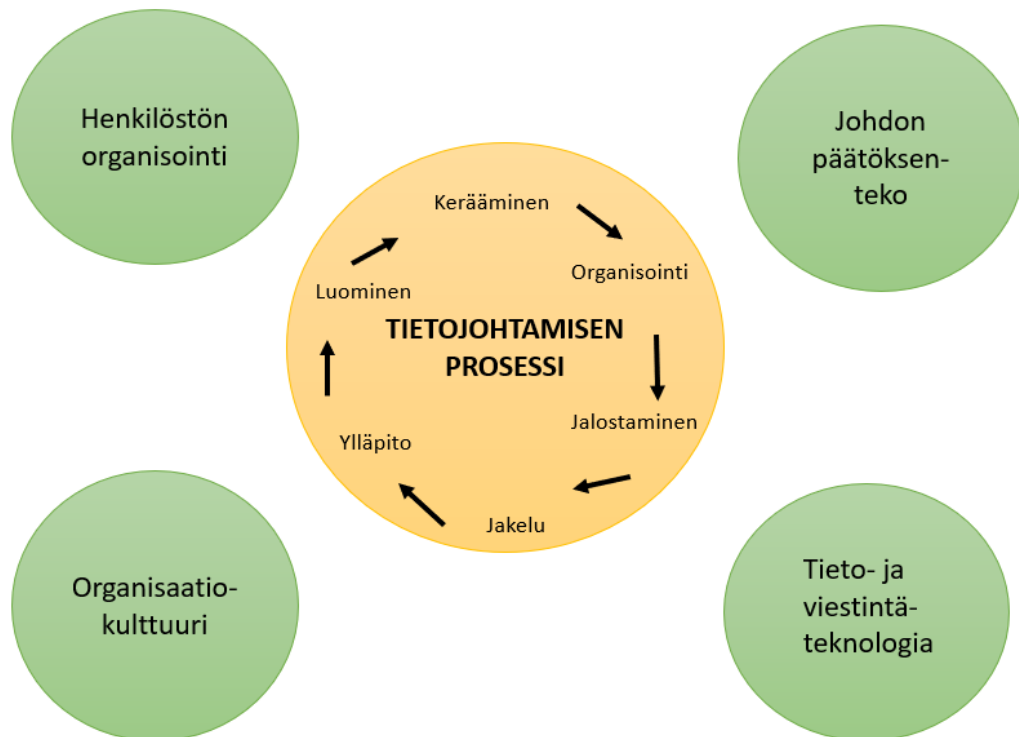 Henkilöstön
organisointi
Johdon
päätöksen-
teko
Kerääminen
Organisointi
Luominen
TIETOJOHTAMISEN
PROSESSI
Jalostaminen
Ylläpito
Jakelu
Organisaatio-
kulttuuri
Tieto- ja
viestintä-
teknologia